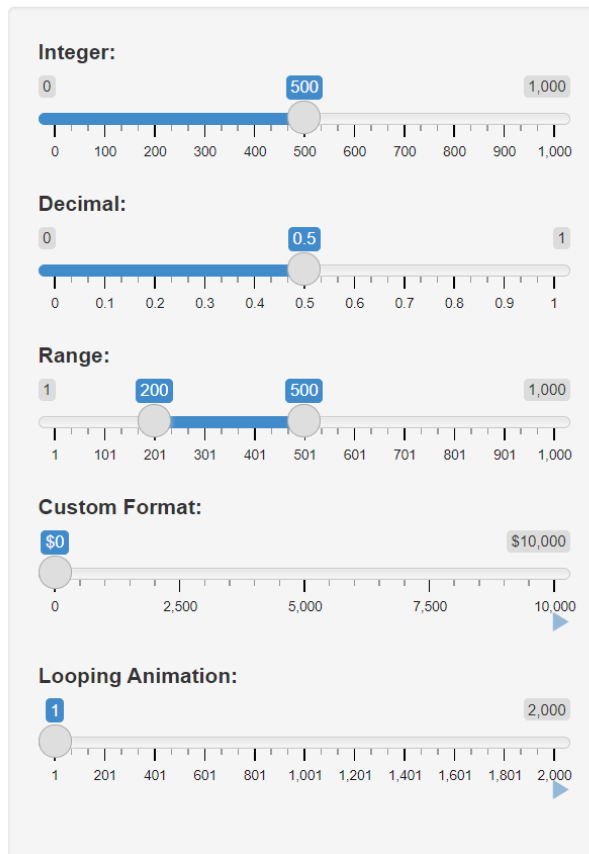 Integer:
0 500 1,000
0 100 200 300 400 500 600 700 800 900 1,000
Decimal:
0 0.5 1
0 0.1 0.2 0.3 0.4 0.5 0.6 0.7 0.8 0.9 1
Range:
1 200 500 1,000
1 101 201 301 401 501 601 701 801 901 1,000
Custom Format:
$0 $10,000
0 2,500 5,000 7,500 10,000
Looping Animation:
1 2,000
1 201 401 601 801 1,001 1,201 1,401 1,601 1,801 2,000